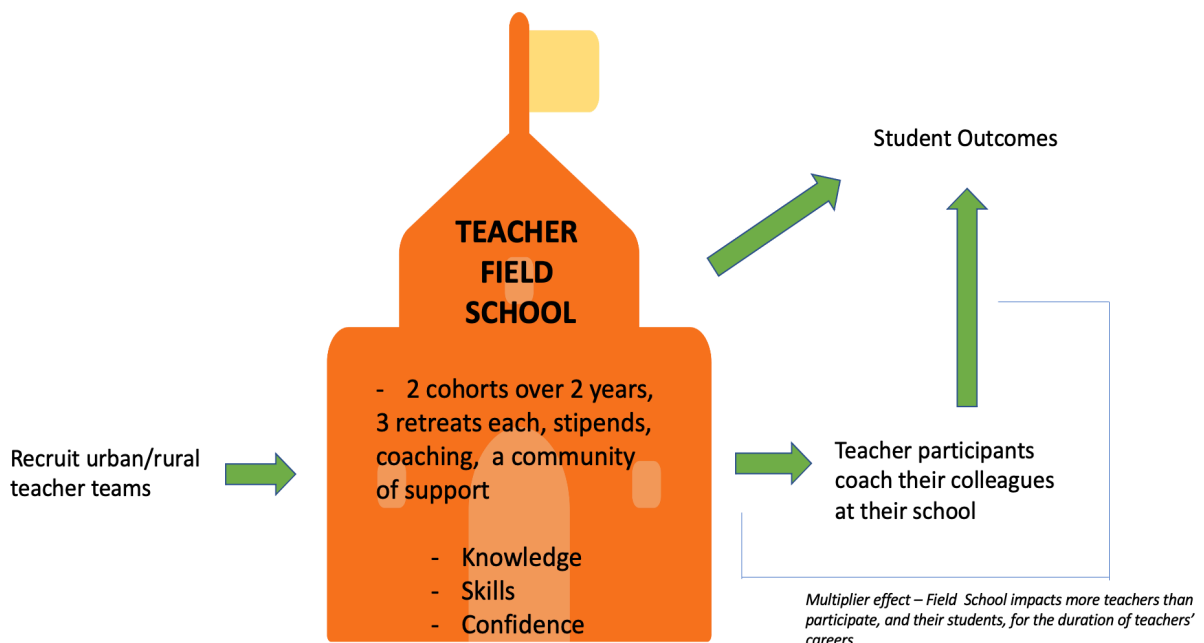 TEACHER
FIELD
SCHOOL
- 2 cohorts over 2 years,
3 retreats each, stipends,
coaching, a community
of support
- Knowledge
- Skills
- Confidence
Recruit urban/rural
teacher teams
Student Outcomes
Teacher participants
coach their colleagues
at their school
Multiplier effect – Field School impacts more teachers than
participate, and their students, for the duration of teachers'
careers